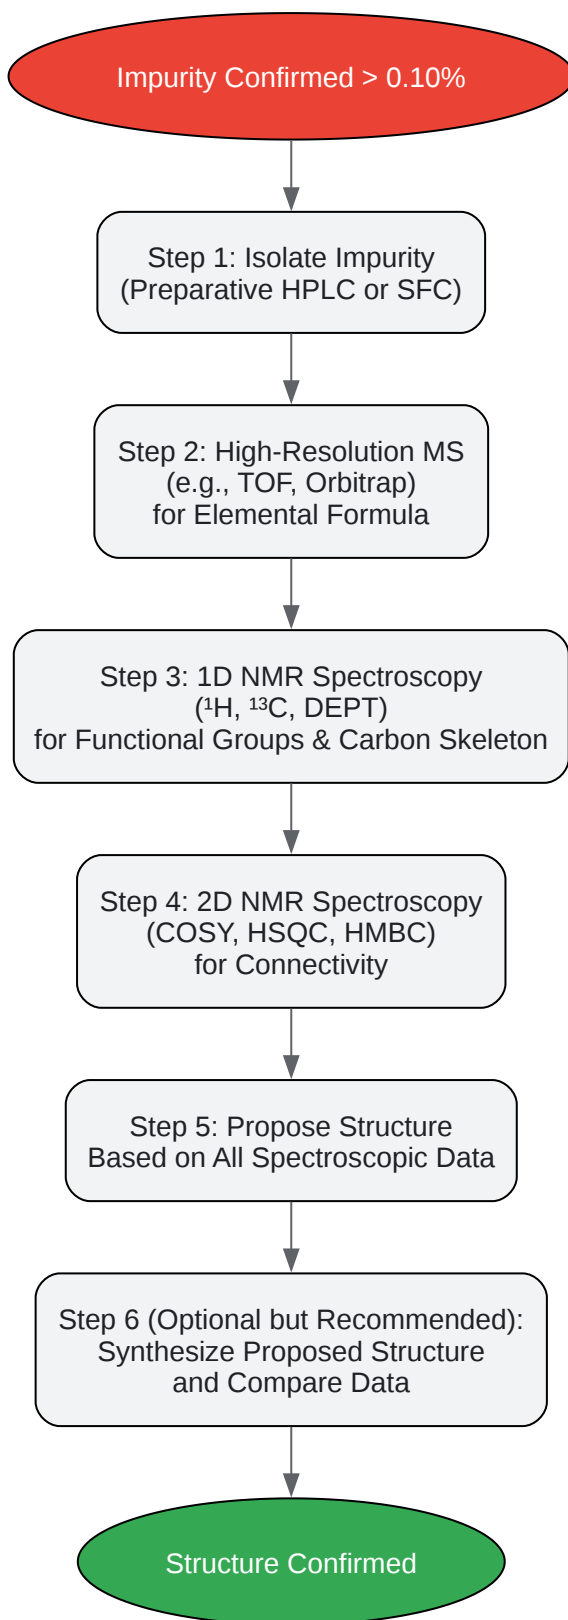 Impurity Confirmed > 0.10%
Step 1: Isolate Impurity
(Preparative HPLC or SFC)
Step 2: High-Resolution MS
(e.g., TOF, Orbitrap)
for Elemental Formula
Step 3: 1D NMR Spectroscopy
(¹H, ¹³C, DEPT)
for Functional Groups & Carbon Skeleton
Step 4: 2D NMR Spectroscopy
(COSY, HSQC, HMBC)
for Connectivity
Step 5: Propose Structure
Based on All Spectroscopic Data
Step 6 (Optional but Recommended):
Synthesize Proposed Structure
and Compare Data
Structure Confirmed